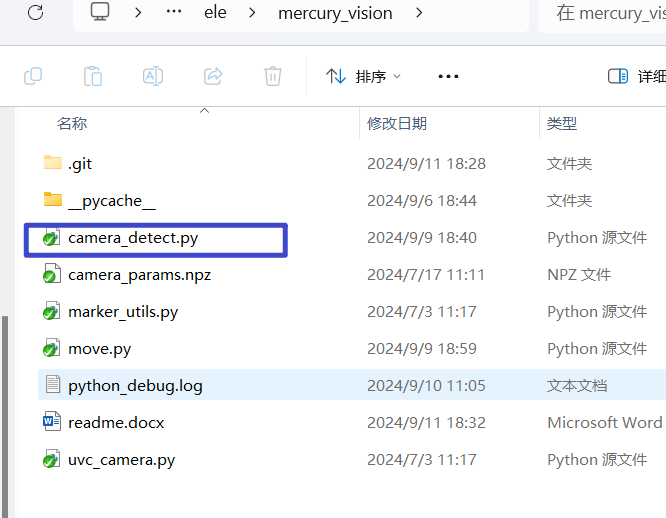 ele > mercury_vision > 在 mercury_vis
排序 详细
名称 修改日期 类型
.git 2024/9/11 18:28 文件夹
__pycache__ 2024/9/6 18:44 文件夹
camera_detect.py 2024/9/9 18:40 Python 源文件
camera_params.npz 2024/7/17 11:11 NPZ 文件
marker_utils.py 2024/7/3 11:17 Python 源文件
move.py 2024/9/9 18:59 Python 源文件
python_debug.log 2024/9/10 11:05 文本文档
readme.docx 2024/9/11 18:32 Microsoft Word
uvc_camera.py 2024/7/3 11:17 Python 源文件